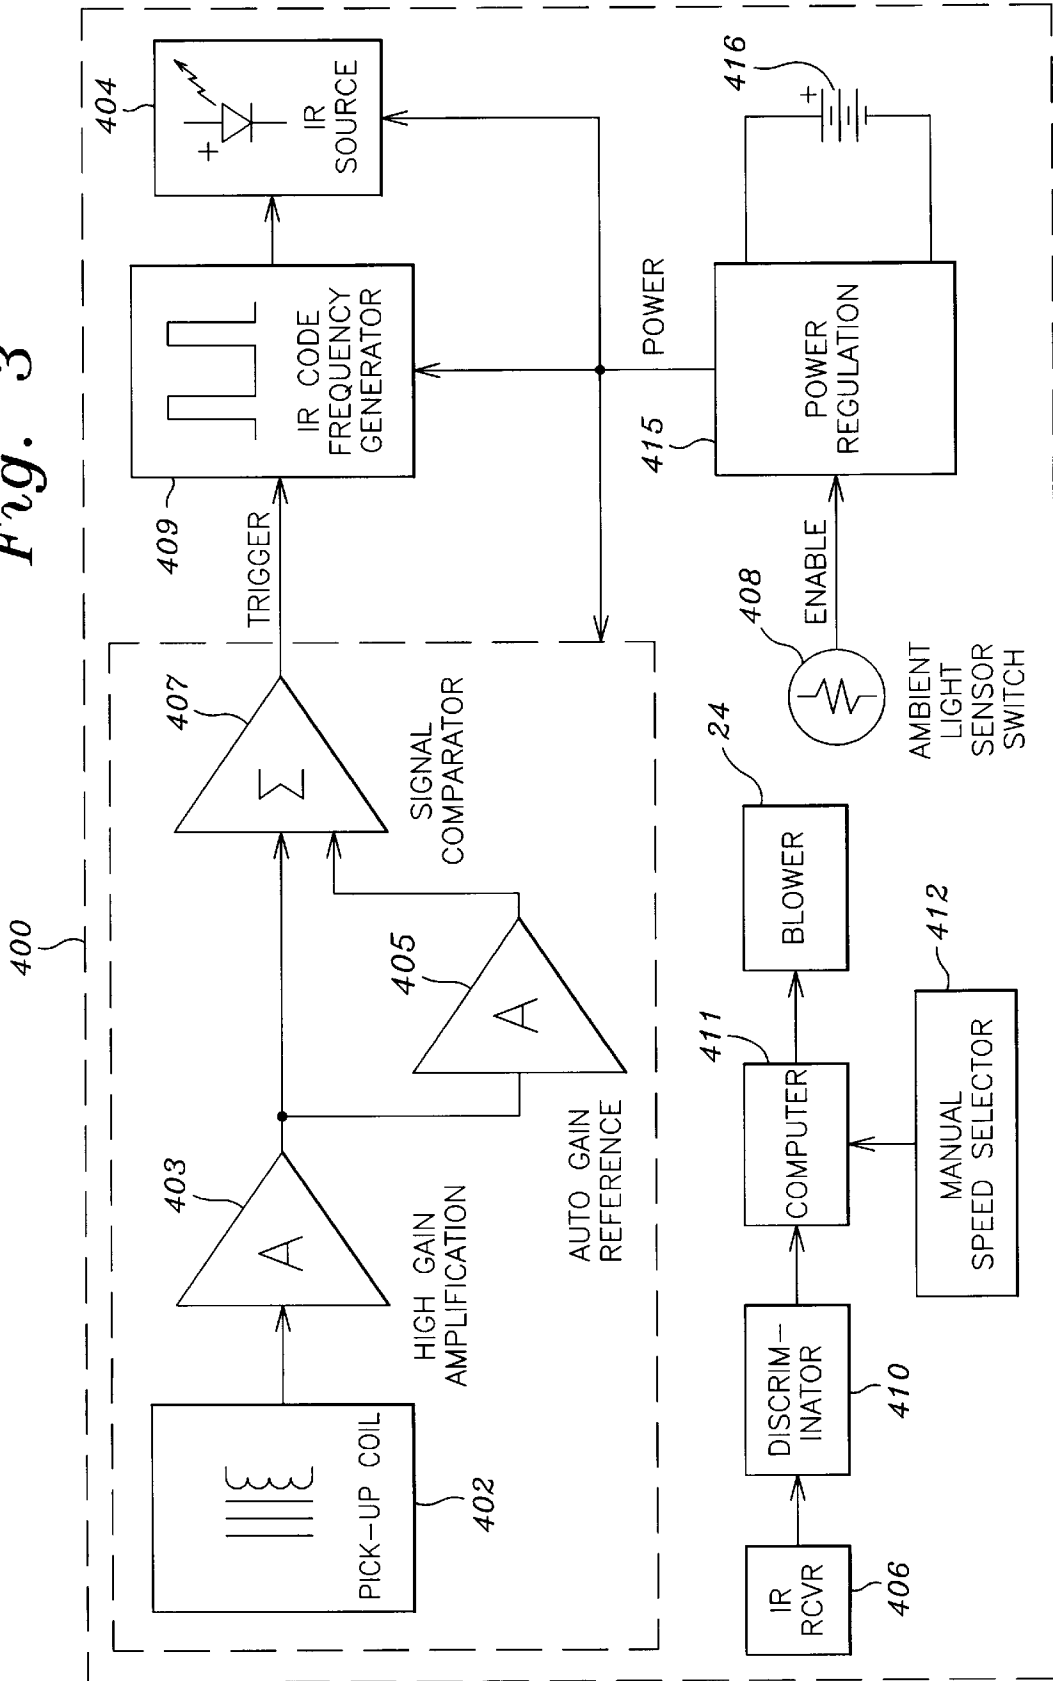 Fig. 3
400
404
+
IR
SOURCE
409
IR CODE
FREQUENCY
GENERATOR
TRIGGER
407
Σ
SIGNAL
COMPARATOR
403
A
HIGH GAIN
AMPLIFICATION
405
A
AUTO GAIN
REFERENCE
PICK-UP COIL
402
POWER
416
+
415
POWER
REGULATION
ENABLE
408
AMBIENT
LIGHT
SENSOR
SWITCH
24
BLOWER
411
COMPUTER
412
MANUAL
SPEED SELECTOR
DISCRIM-
INATOR
410
IR
RCVR
406